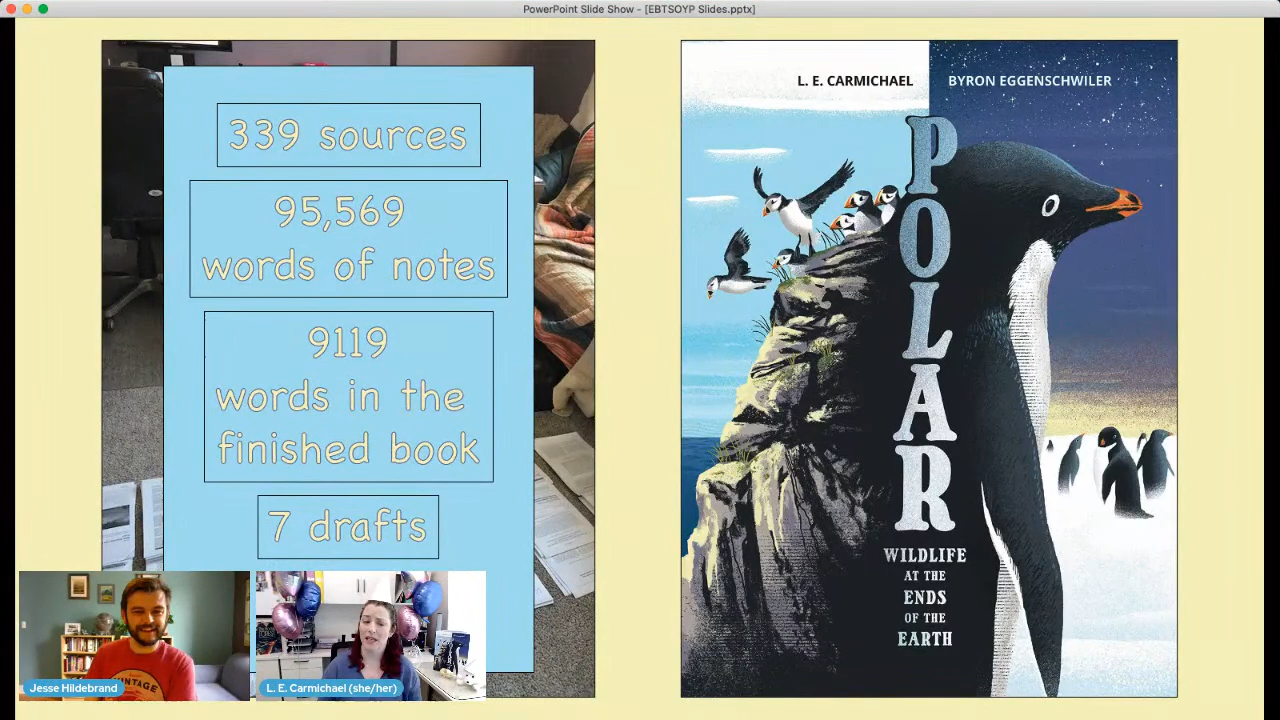 PowerPoint Slide Show - [EBTSOYP Slides.pptx]
339 sources
95,569
words of notes
9119
words in the
finished book
7 drafts
L. E. CARMICHAEL
BYRON EGGENSCHWILER
POLAR
WILDLIFE
AT THE
ENDS
OF THE
EARTH
VINTAGE
Jesse Hildebrand
L. E. Carmichael (she/her)